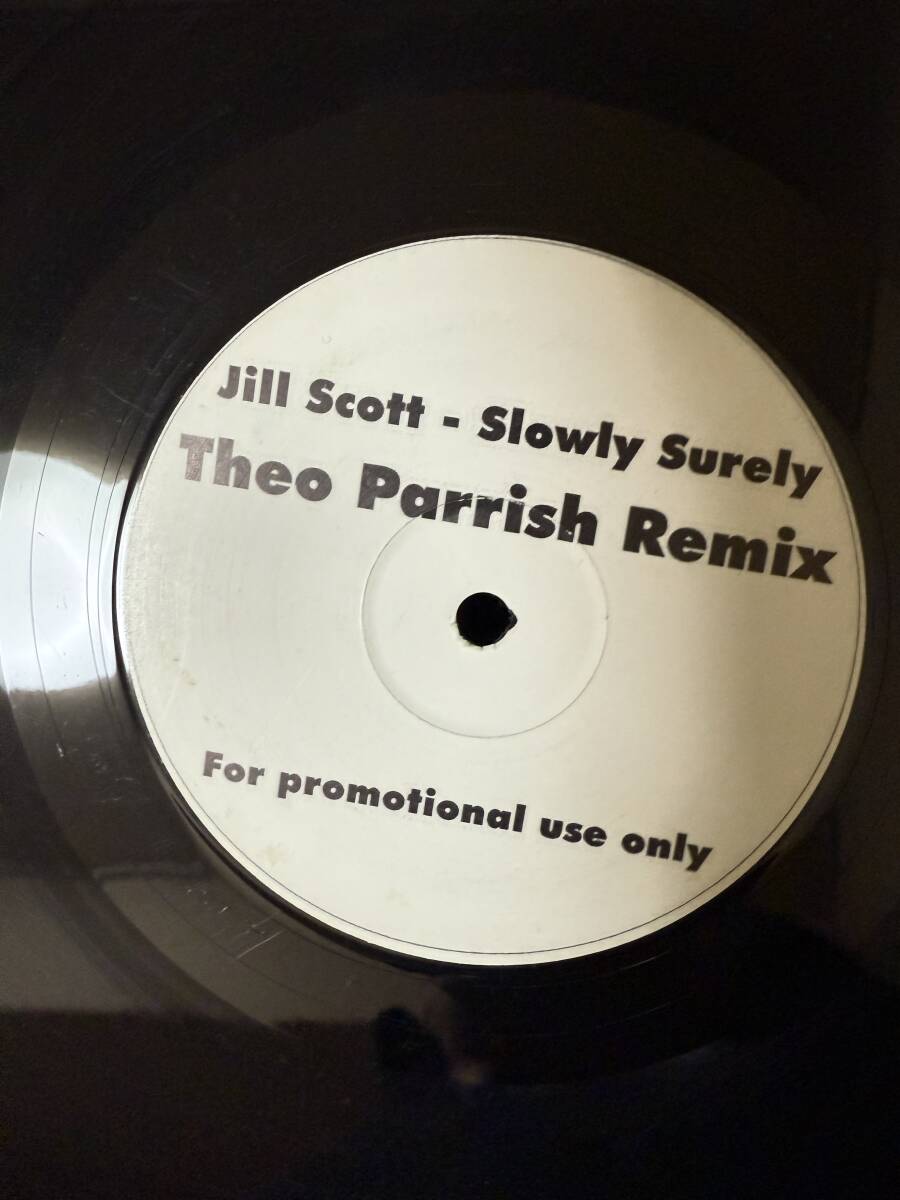 Jill Scott - Slowly Surely
Theo Parrish Remix
For promotional use only